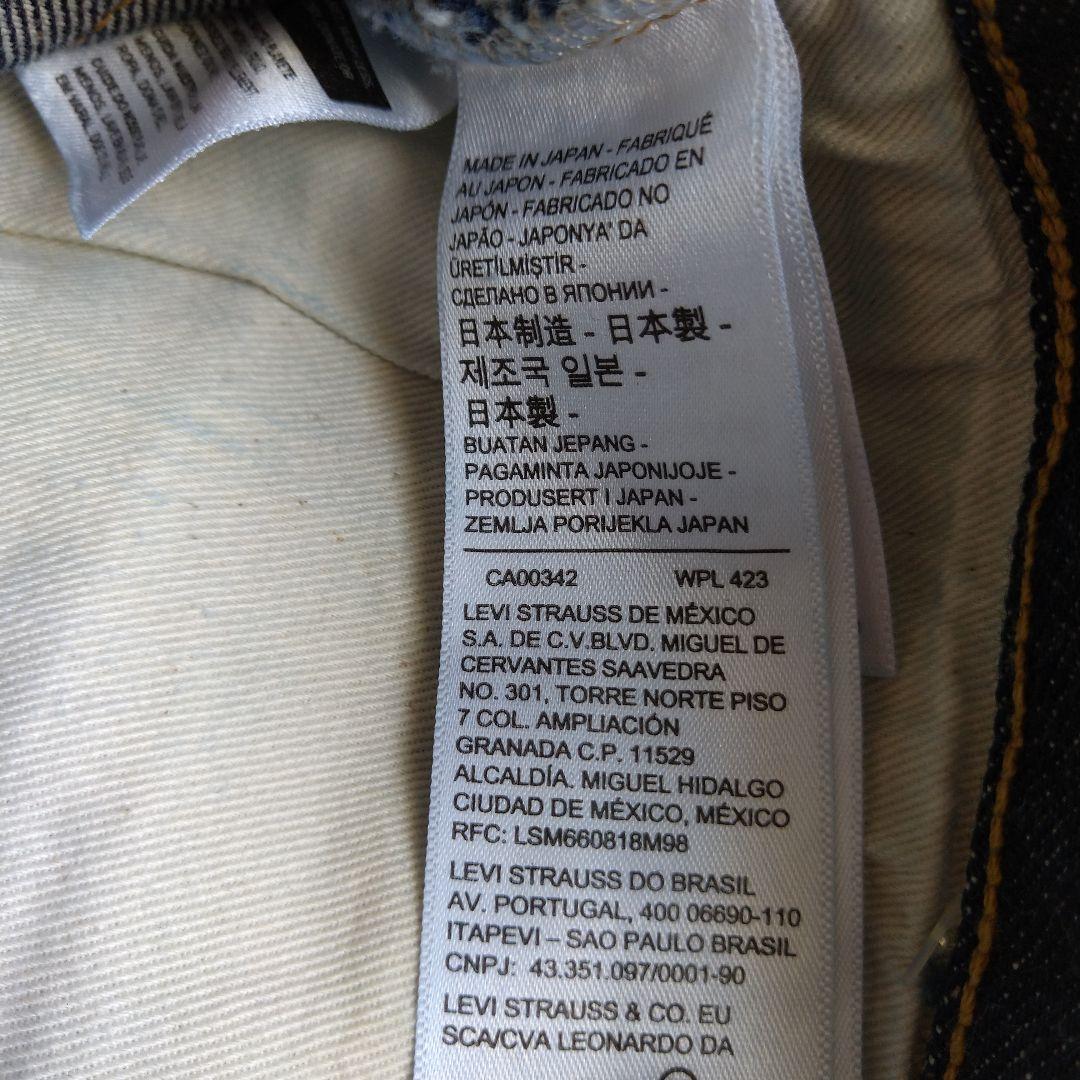 MADE IN JAPAN - FABRIQUÉ
AU JAPON - FABRICADO EN
JAPÓN - FABRICADO NO
JAPÃO - JAPONYA' DA
ÜRETİLMİŞTİR -
СДЕЛАНО В ЯПОНИИ -
日本制造 - 日本製 -
제조국 일본 -
日本製 -
BUATAN JEPANG -
PAGAMINTA JAPONIJOJE -
PRODUSERT I JAPAN -
ZEMLJA PORIJEKLA JAPAN
CA00342 WPL 423
LEVI STRAUSS DE MÉXICO
S.A. DE C.V.BLVD. MIGUEL DE
CERVANTES SAAVEDRA
NO. 301, TORRE NORTE PISO
7 COL. AMPLIACIÓN
GRANADA C.P. 11529
ALCALDÍA. MIGUEL HIDALGO
CIUDAD DE MÉXICO, MÉXICO
RFC: LSM660818M98
LEVI STRAUSS DO BRASIL
AV. PORTUGAL, 400 06690-110
ITAPEVI – SAO PAULO BRASIL
CNPJ: 43.351.097/0001-90
LEVI STRAUSS & CO. EU
SCA/CVA LEONARDO DA